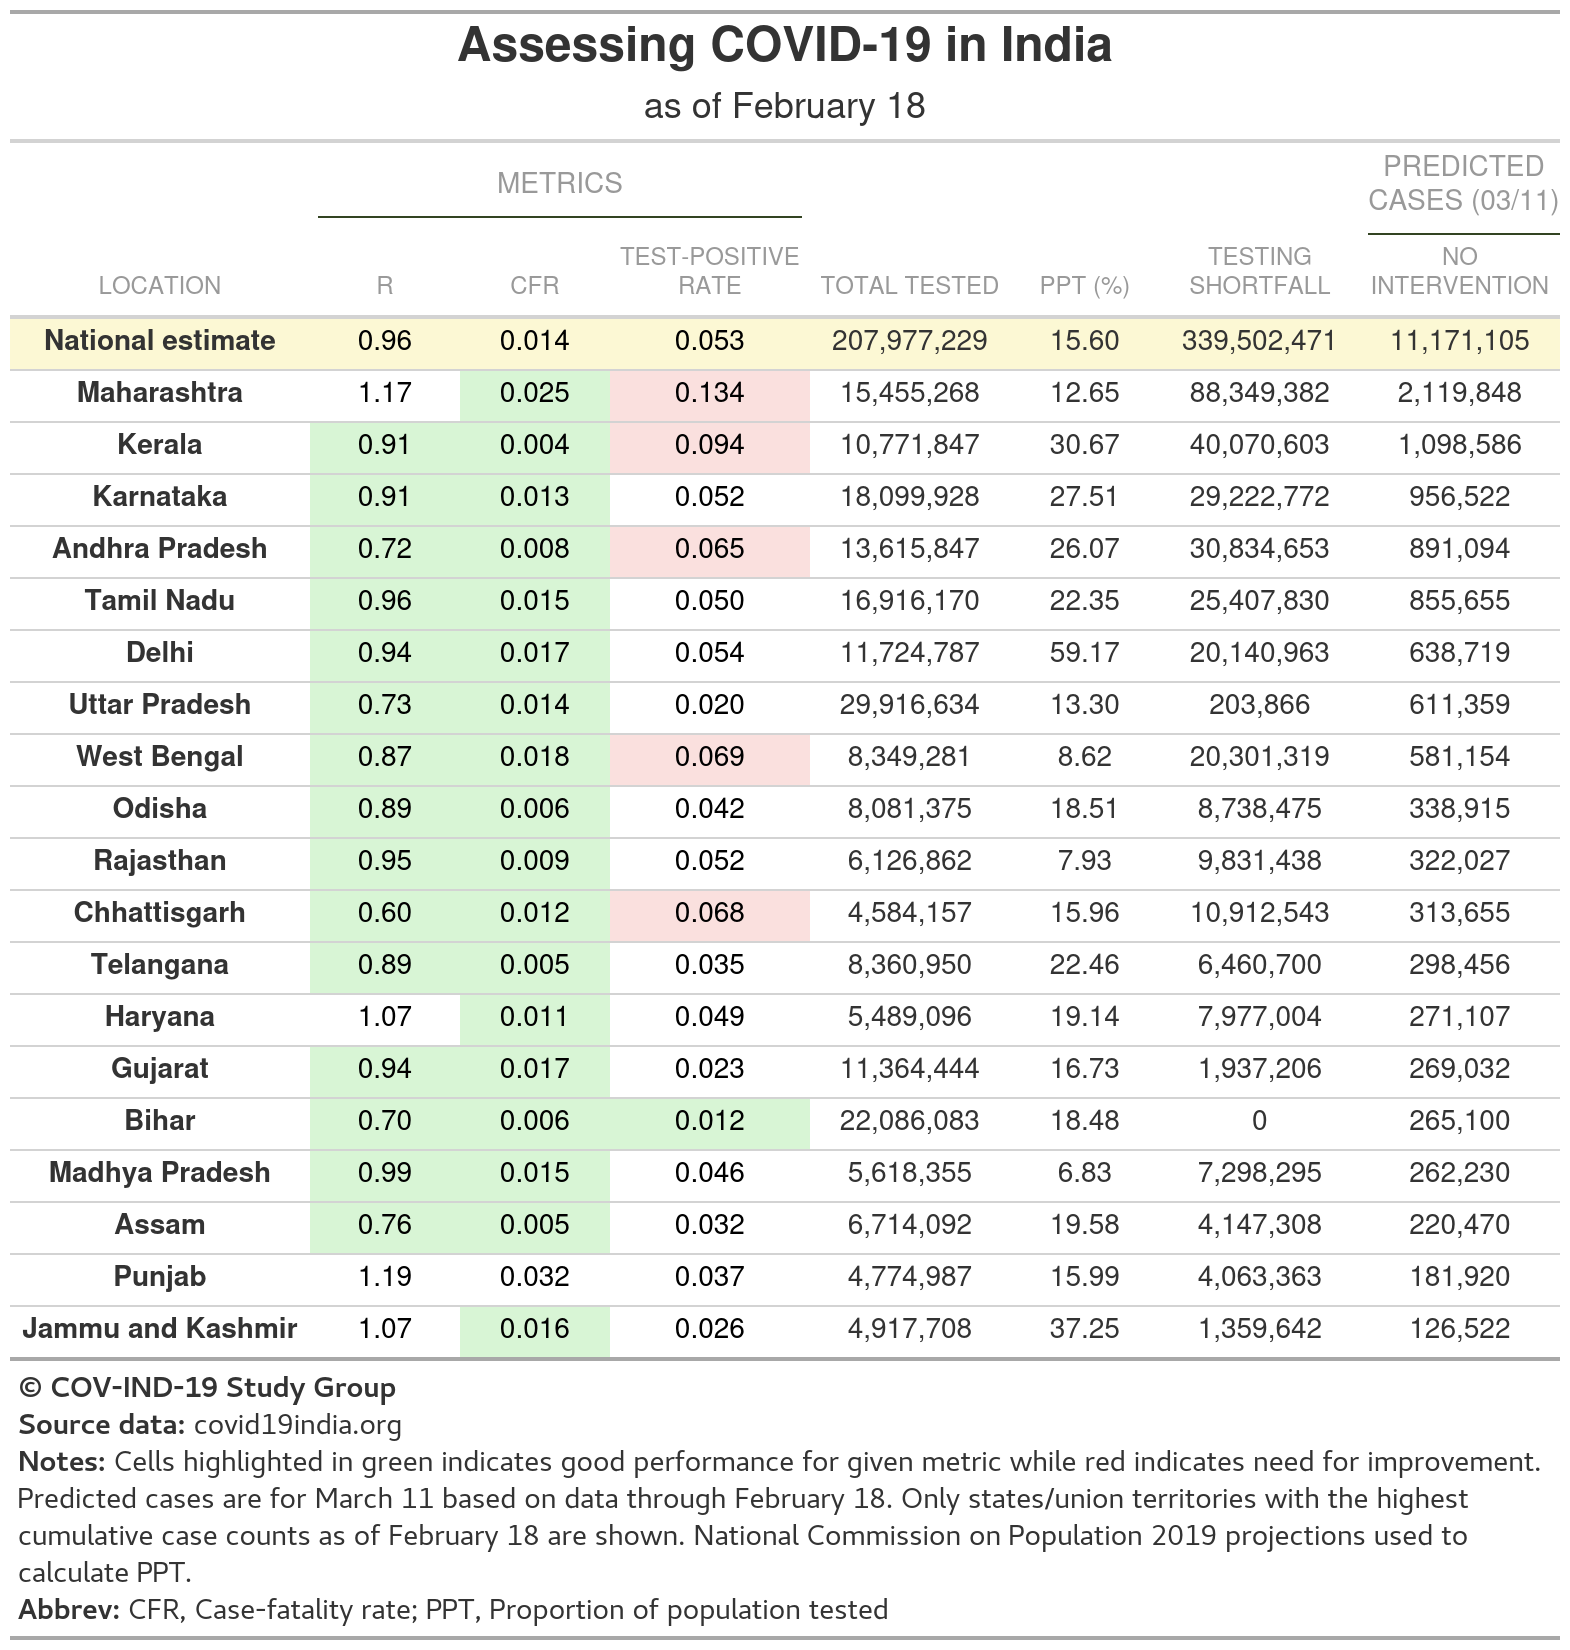 Assessing COVID-19 in India
as of February 18
METRICS
PREDICTED
CASES (03/11)
LOCATION R CFR TEST-POSITIVE RATE TOTAL TESTED PPT (%) TESTING SHORTFALL NO INTERVENTION
National estimate 0.96 0.014 0.053 207,977,229 15.60 339,502,471 11,171,105
Maharashtra 1.17 0.025 0.134 15,455,268 12.65 88,349,382 2,119,848
Kerala 0.91 0.004 0.094 10,771,847 30.67 40,070,603 1,098,586
Karnataka 0.91 0.013 0.052 18,099,928 27.51 29,222,772 956,522
Andhra Pradesh 0.72 0.008 0.065 13,615,847 26.07 30,834,653 891,094
Tamil Nadu 0.96 0.015 0.050 16,916,170 22.35 25,407,830 855,655
Delhi 0.94 0.017 0.054 11,724,787 59.17 20,140,963 638,719
Uttar Pradesh 0.73 0.014 0.020 29,916,634 13.30 203,866 611,359
West Bengal 0.87 0.018 0.069 8,349,281 8.62 20,301,319 581,154
Odisha 0.89 0.006 0.042 8,081,375 18.51 8,738,475 338,915
Rajasthan 0.95 0.009 0.052 6,126,862 7.93 9,831,438 322,027
Chhattisgarh 0.60 0.012 0.068 4,584,157 15.96 10,912,543 313,655
Telangana 0.89 0.005 0.035 8,360,950 22.46 6,460,700 298,456
Haryana 1.07 0.011 0.049 5,489,096 19.14 7,977,004 271,107
Gujarat 0.94 0.017 0.023 11,364,444 16.73 1,937,206 269,032
Bihar 0.70 0.006 0.012 22,086,083 18.48 0 265,100
Madhya Pradesh 0.99 0.015 0.046 5,618,355 6.83 7,298,295 262,230
Assam 0.76 0.005 0.032 6,714,092 19.58 4,147,308 220,470
Punjab 1.19 0.032 0.037 4,774,987 15.99 4,063,363 181,920
Jammu and Kashmir 1.07 0.016 0.026 4,917,708 37.25 1,359,642 126,522
© COV-IND-19 Study Group
Source data: covid19india.org
Notes: Cells highlighted in green indicates good performance for given metric while red indicates need for improvement.
Predicted cases are for March 11 based on data through February 18. Only states/union territories with the highest
cumulative case counts as of February 18 are shown. National Commission on Population 2019 projections used to
calculate PPT.
Abbrev: CFR, Case-fatality rate; PPT, Proportion of population tested